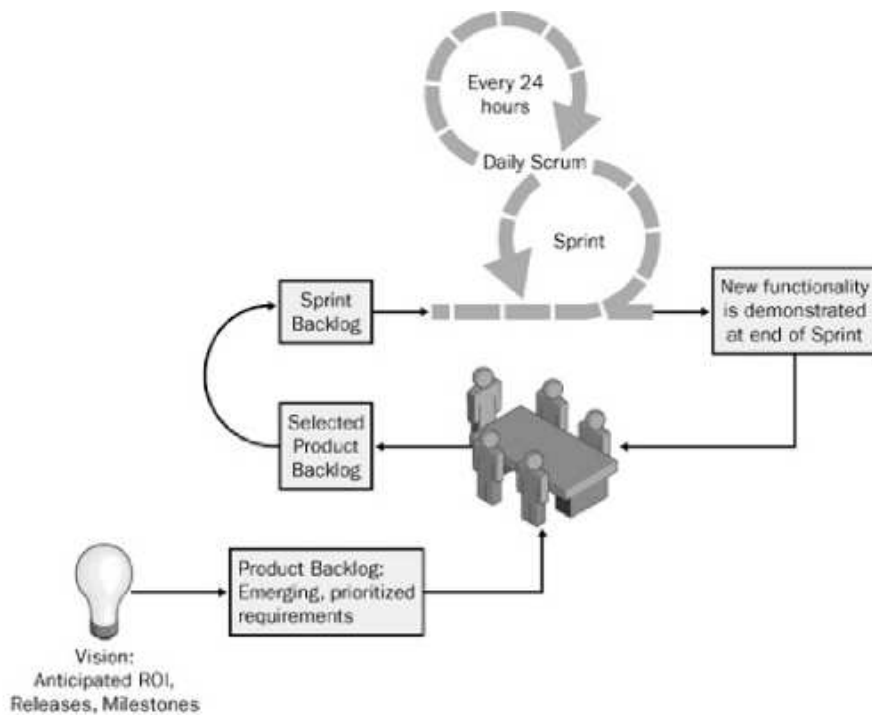 Every 24
hours
Daily Scrum
Sprint
Sprint
Backlog
New functionality
is demonstrated
at end of Sprint
Selected
Product
Backlog
Product Backlog:
Emerging, prioritized
requirements
Vision:
Anticipated ROI,
Releases, Milestones